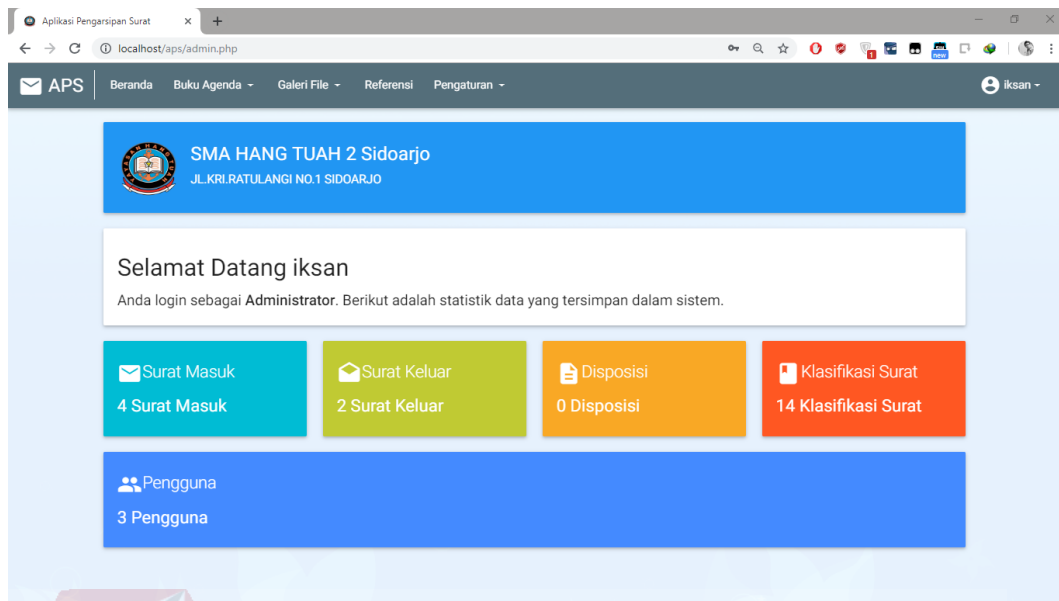 Aplikasi Pengarsipan Surat
localhost/aps/admin.php
1
new
APS
Beranda
Buku Agenda
Galeri File
Referensi
Pengaturan
iksan
SMA HANG TUAH 2 Sidoarjo
JL.KRI.RATULANGI NO.1 SIDOARJO
Selamat Datang iksan
Anda login sebagai Administrator. Berikut adalah statistik data yang tersimpan dalam sistem.
Surat Masuk
4 Surat Masuk
Surat Keluar
2 Surat Keluar
Disposisi
0 Disposisi
Klasifikasi Surat
14 Klasifikasi Surat
Pengguna
3 Pengguna